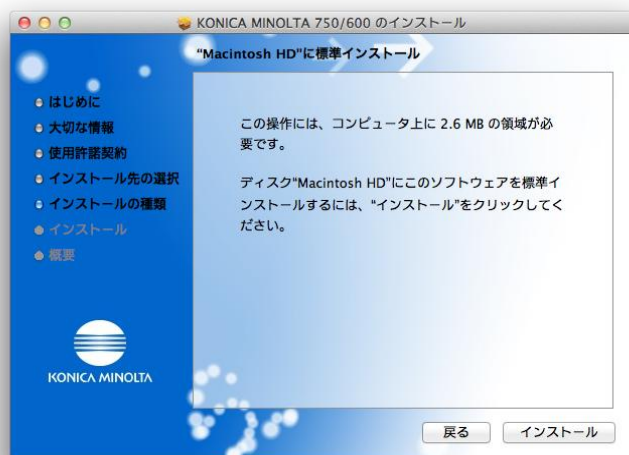 KONICA MINOLTA 750/600 のインストール
“Macintosh HD”に標準インストール
はじめに
大切な情報
使用許諾契約
インストール先の選択
インストールの種類
インストール
概要
この操作には、コンピュータ上に 2.6 MB の領域が必
要です。
ディスク“Macintosh HD”にこのソフトウェアを標準イ
ンストールするには、“インストール”をクリックしてく
ださい。
KONICA MINOLTA
戻る
インストール